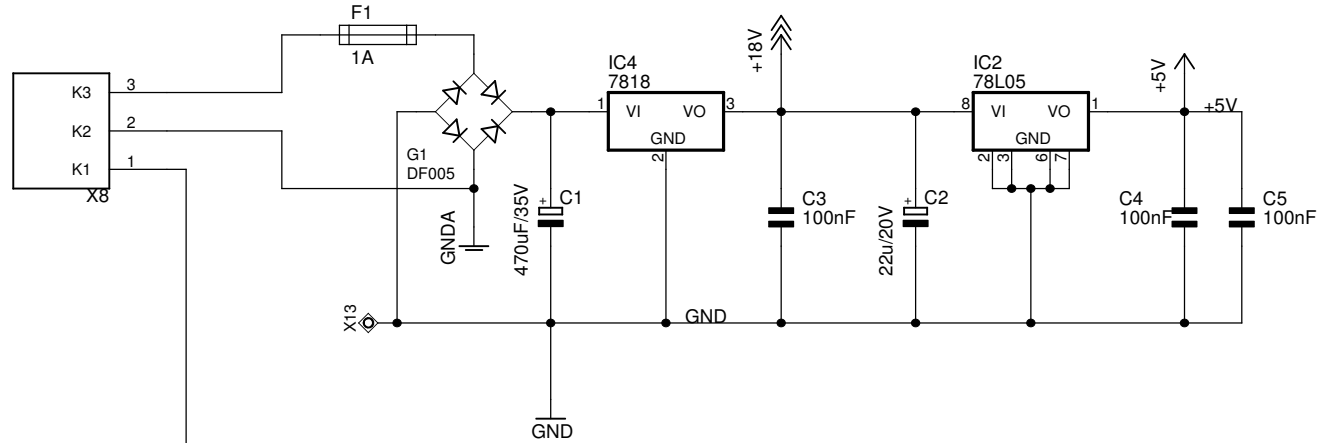 F1
1A
K3
3
K2
2
K1
1
X8
G1
DF005
GNDA
+
C1
470uF/35V
IC4
7818
1
VI
VO
3
GND
2
+18V
C3
100nF
+
C2
22u/20V
IC2
78L05
8
VI
VO
1
GND
2
3
6
7
+5V
+5V
C4
100nF
C5
100nF
X13
GND
GND